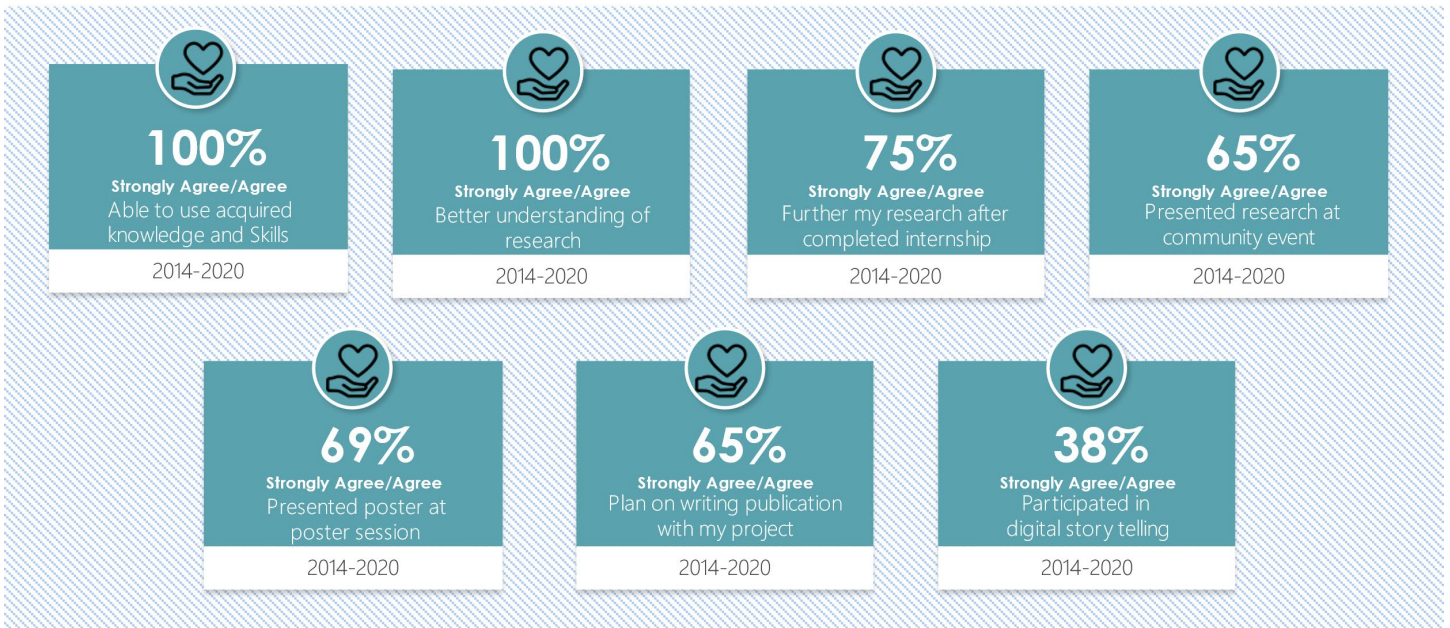 100%
Strongly Agree/Agree
Able to use acquired
knowledge and Skills
2014-2020
100%
Strongly Agree/Agree
Better understanding of
research
2014-2020
75%
Strongly Agree/Agree
Further my research after
completed internship
2014-2020
65%
Strongly Agree/Agree
Presented research at
community event
2014-2020
69%
Strongly Agree/Agree
Presented poster at
poster session
2014-2020
65%
Strongly Agree/Agree
Plan on writing publication
with my project
2014-2020
38%
Strongly Agree/Agree
Participated in
digital story telling
2014-2020